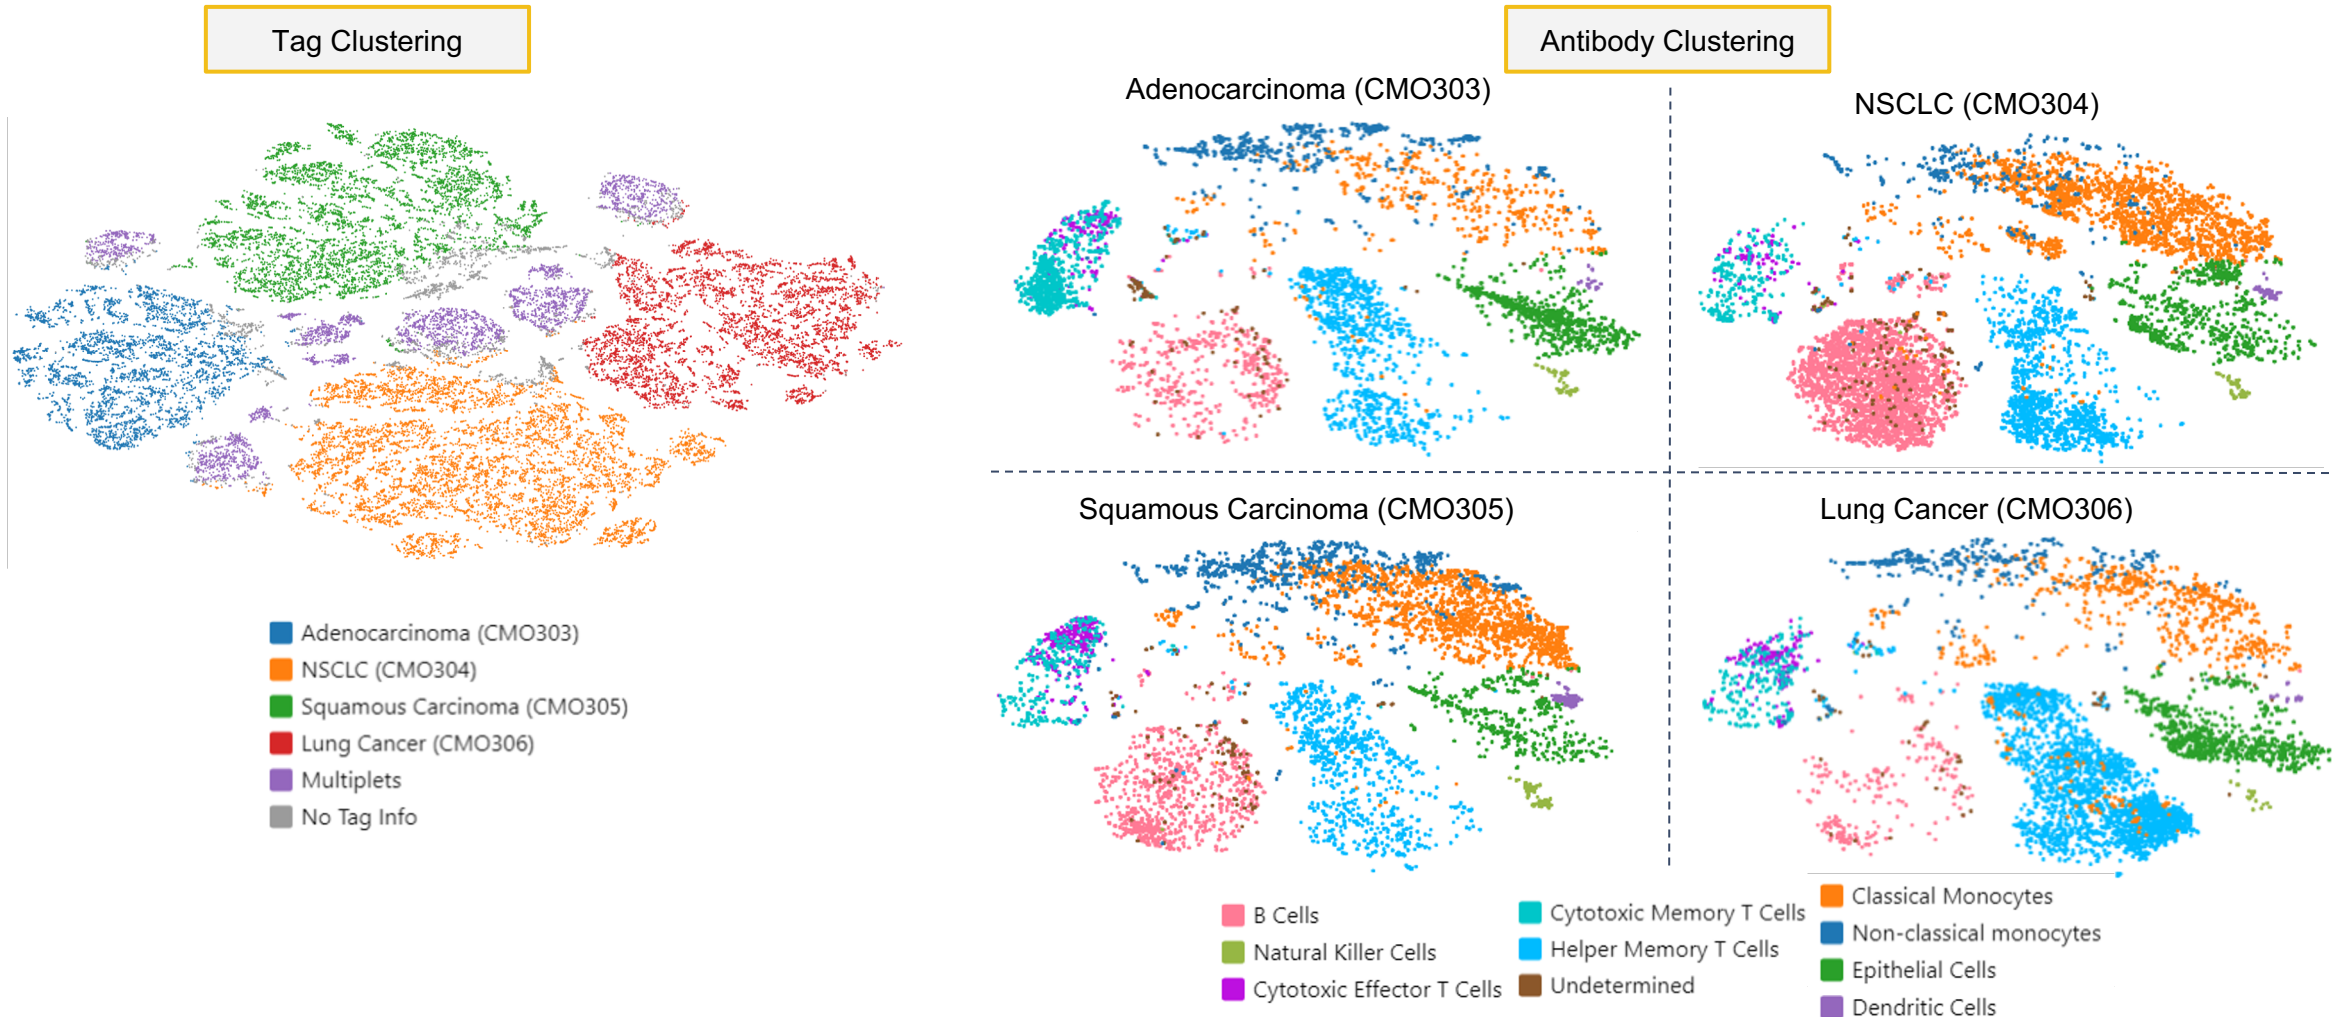 Tag Clustering
Antibody Clustering
Adenocarcinoma (CMO303)
NSCLC (CMO304)
Squamous Carcinoma (CMO305)
Lung Cancer (CMO306)
Adenocarcinoma (CMO303)
NSCLC (CMO304)
Squamous Carcinoma (CMO305)
Lung Cancer (CMO306)
Multiplets
No Tag Info
B Cells
Natural Killer Cells
Cytotoxic Effector T Cells
Cytotoxic Memory T Cells
Helper Memory T Cells
Undetermined
Classical Monocytes
Non-classical monocytes
Epithelial Cells
Dendritic Cells